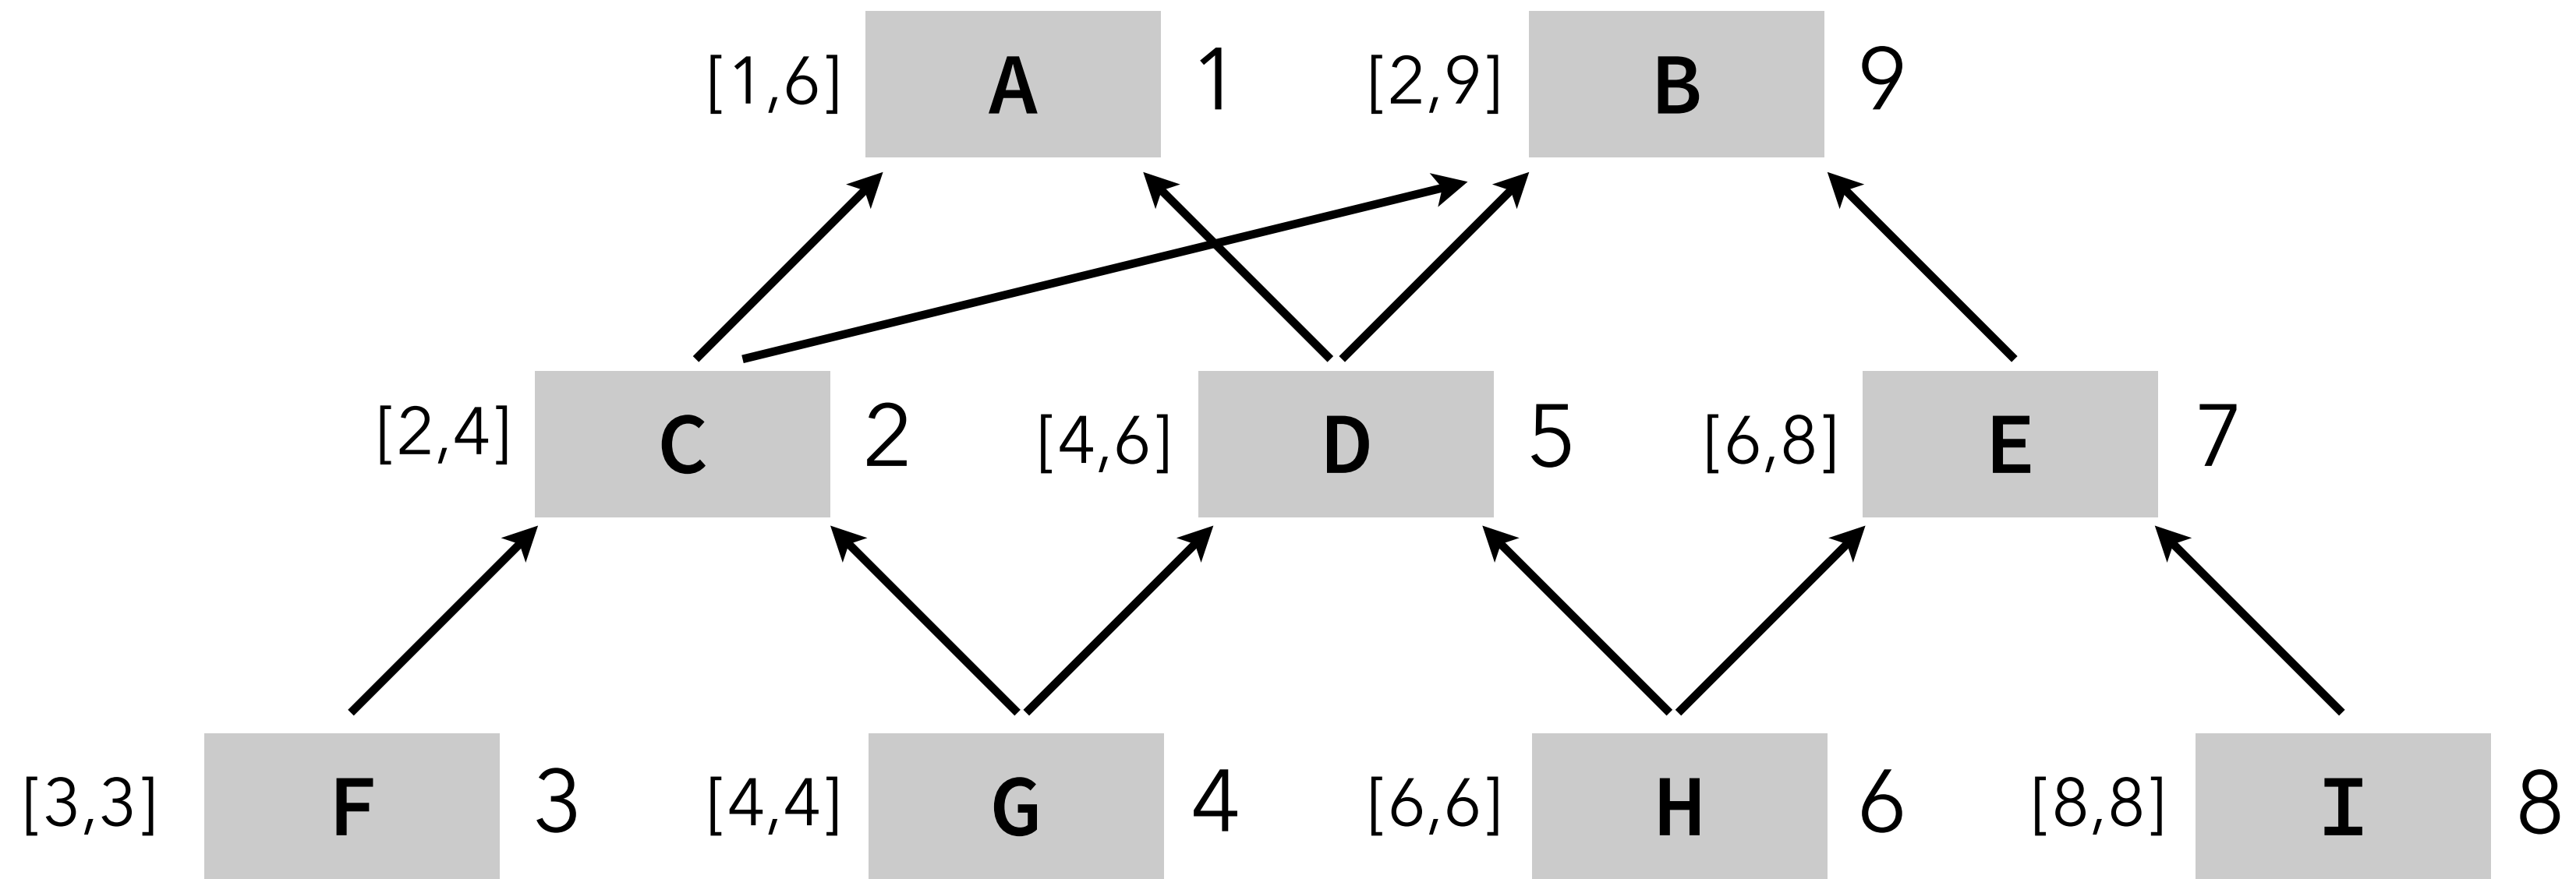 [1,6] A 1 [2,9] B 9
[2,4] C 2 [4,6] D 5 [6,8] E 7
[3,3] F 3 [4,4] G 4 [6,6] H 6 [8,8] I 8